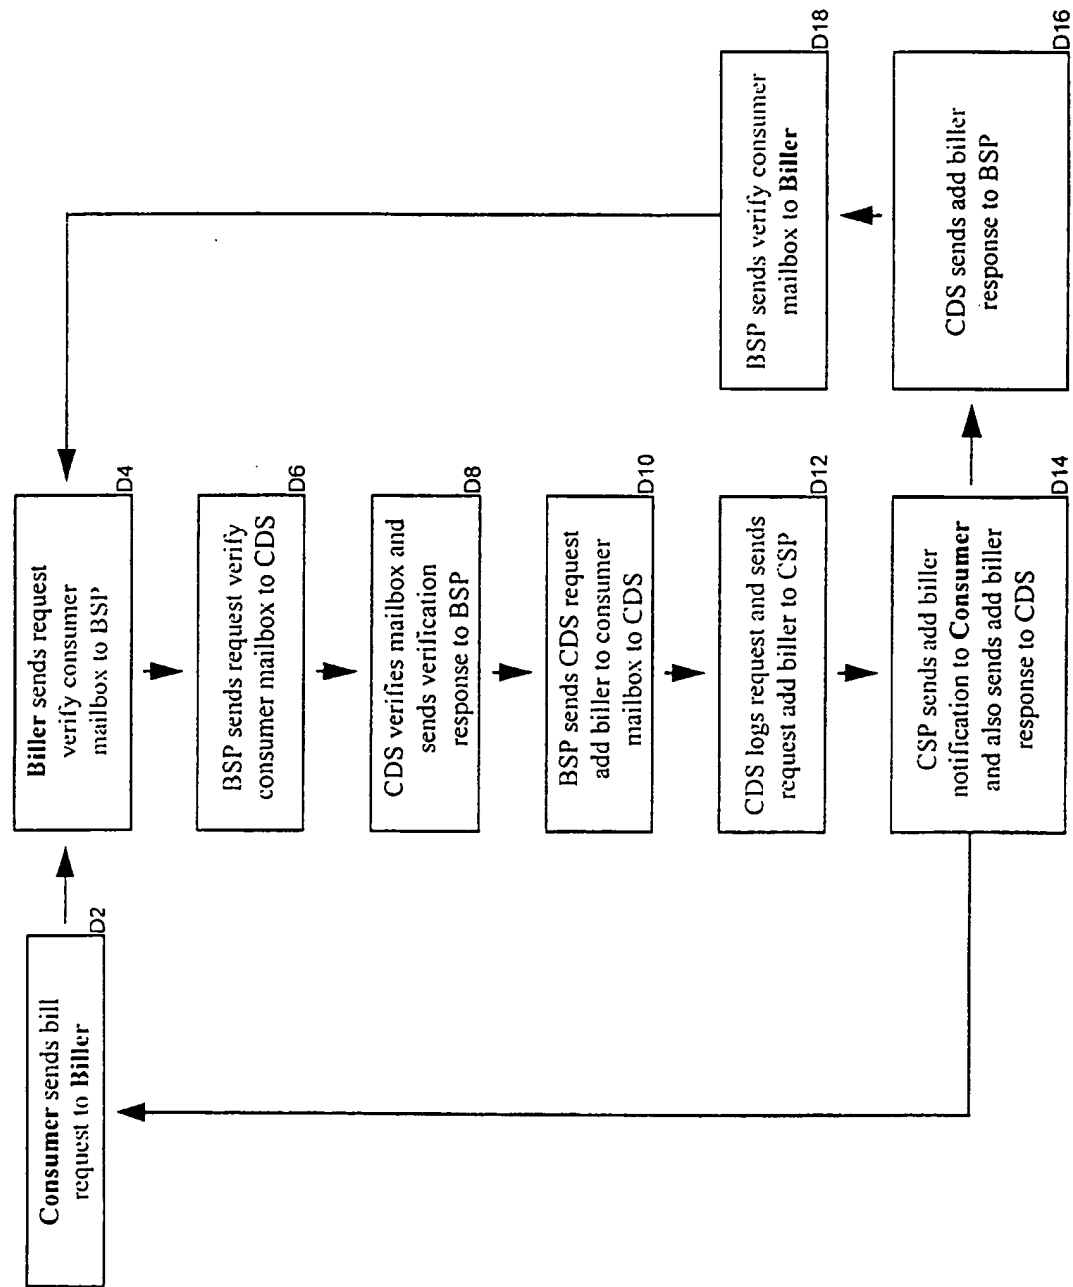 Consumer sends bill
request to Biller
D2
Biller sends request
verify consumer
mailbox to BSP
D4
BSP sends request verify
consumer mailbox to CDS
D6
CDS verifies mailbox and
sends verification
response to BSP
D8
BSP sends CDS request
add biller to consumer
mailbox to CDS
D10
CDS logs request and sends
request add biller to CSP
D12
CSP sends add biller
notification to Consumer
and also sends add biller
response to CDS
D14
CDS sends add biller
response to BSP
D16
BSP sends verify consumer
mailbox to Biller
D18